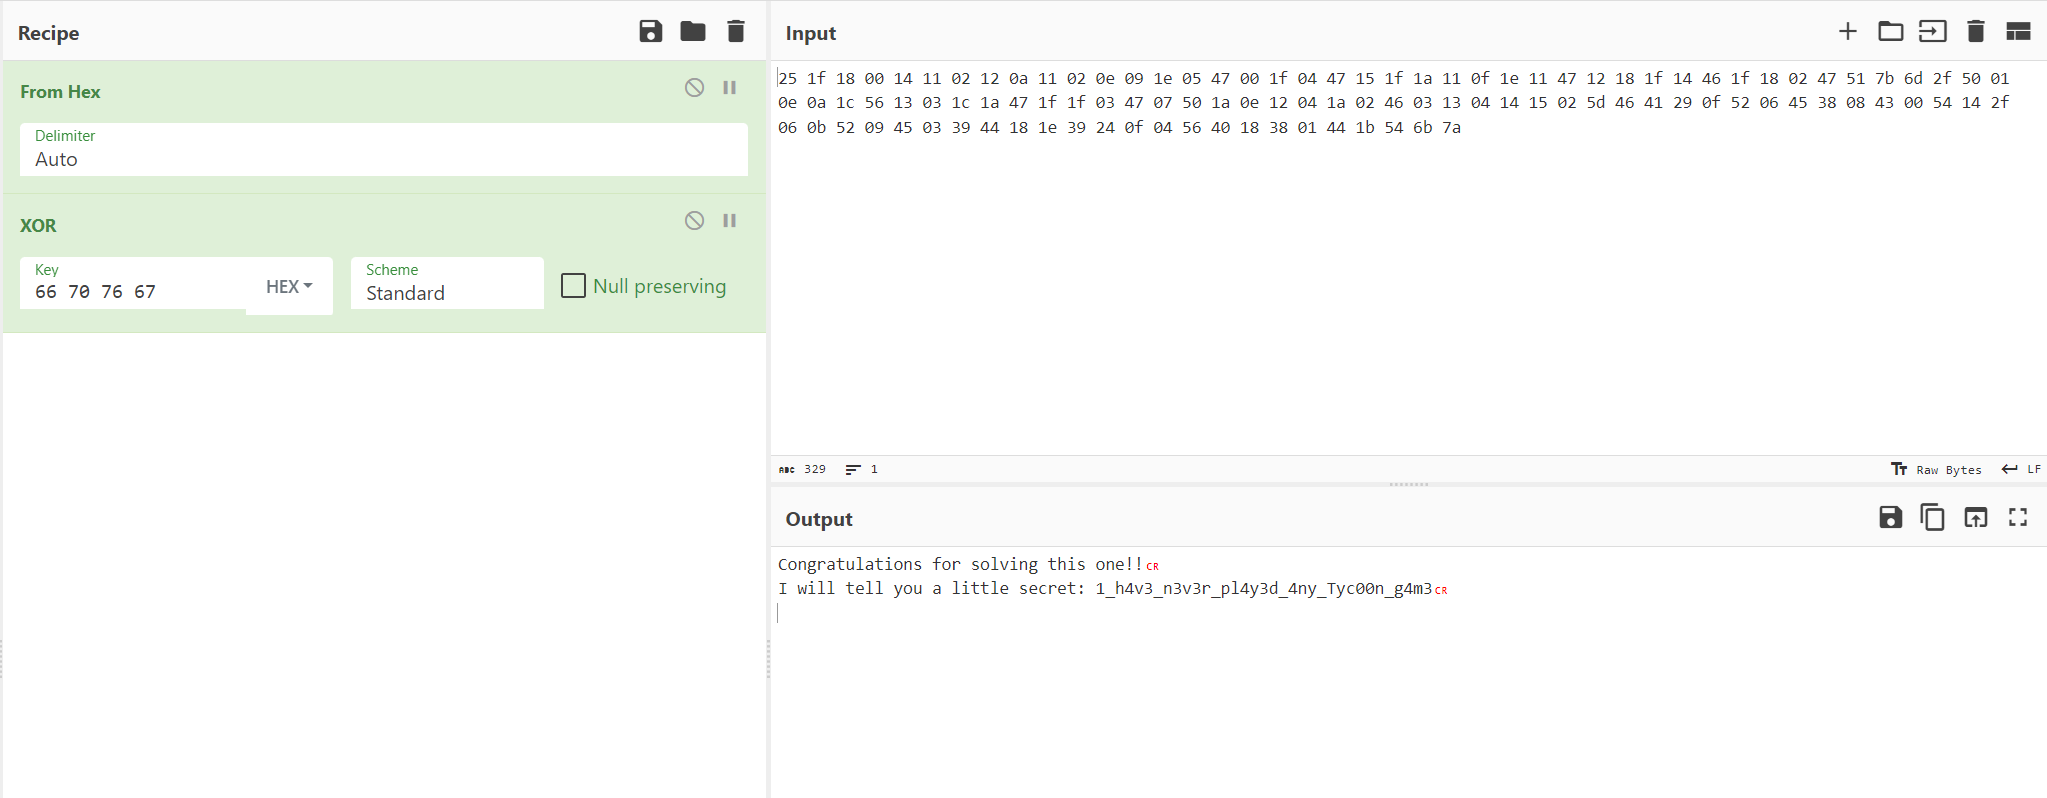 Recipe
From Hex
Delimiter
Auto
XOR
Key
66 70 76 67
HEX
Scheme
Standard
Null preserving
Input
25 1f 18 00 14 11 02 12 0a 11 02 0e 09 1e 05 47 00 1f 04 47 15 1f 1a 11 0f 1e 11 47 12 18 1f 14 46 1f 18 02 47 51 7b 6d 2f 50 01
0e 0a 1c 56 13 03 1c 1a 47 1f 1f 03 47 07 50 1a 0e 12 04 1a 02 46 03 13 04 14 15 02 5d 46 41 29 0f 52 06 45 38 08 43 00 54 14 2f
06 0b 52 09 45 03 39 44 18 1e 39 24 0f 04 56 40 18 38 01 44 1b 54 6b 7a
ABC 329 1
Tт Raw Bytes LF
Output
Congratulations for solving this one!!CR
I will tell you a little secret: 1_h4v3_n3v3r_pl4y3d_4ny_Tyc00n_g4m3CR